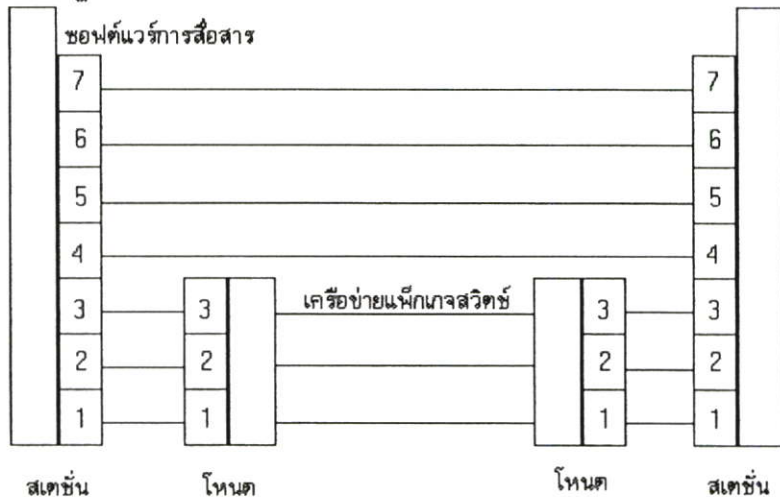 ซอฟต์แวร์การสื่อสาร
7 7
6 6
5 5
4 4
3 3 เครือข่ายแพ็กเกจสวิตช์ 3 3
2 2 2 2
1 1 1 1
สเตชั่น โหนด โหนด สเตชั่น